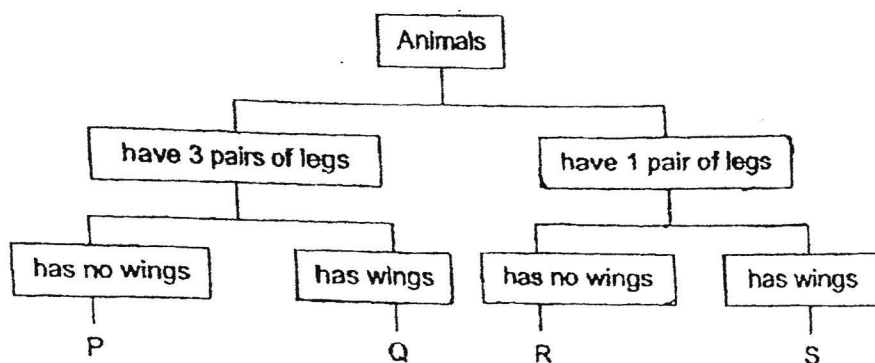 Animals
have 3 pairs of legs
have 1 pair of legs
has no wings
has wings
has no wings
has wings
P
Q
R
S